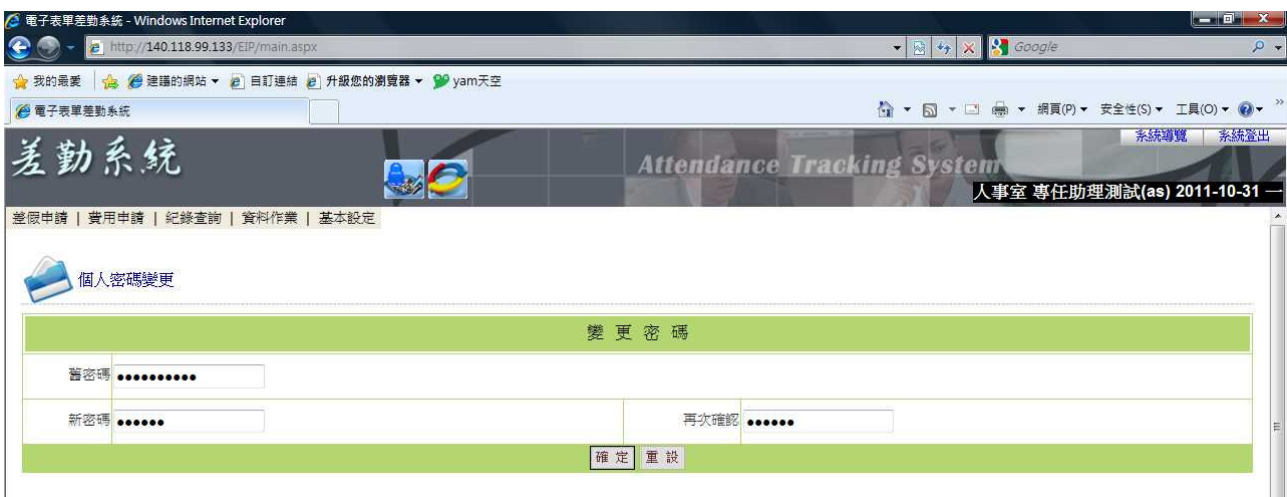 電子表單差勤系統 - Windows Internet Explorer
http://140.118.99.133/EIP/main.aspx
Google
我的最愛 建議的網站 自訂連結 升級您的瀏覽器 yam天空
電子表單差勤系統
網頁(P) 安全性(S) 工具(O)
系統導覽 系統登出
差勤系統
Attendance Tracking System
人事室 專任助理測試(as) 2011-10-31 一
差假申請 | 費用申請 | 紀錄查詢 | 資料作業 | 基本設定
個人密碼變更
變 更 密 碼
舊密碼 ●●●●●●●●●●
新密碼 ●●●●●● 再次確認 ●●●●●●
確 定 重 設